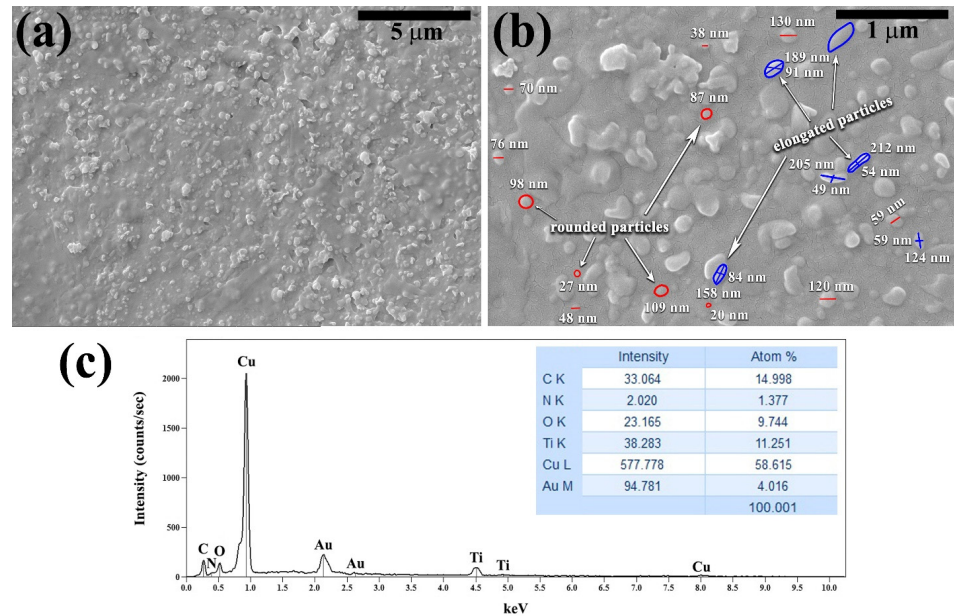 (a)
5 μm
(b)
1 μm
130 nm
38 nm
189 nm
91 nm
70 nm
87 nm
elongated particles
76 nm
212 nm
205 nm
54 nm
49 nm
98 nm
59 nm
rounded particles
59 nm
124 nm
27 nm
84 nm
158 nm
109 nm
120 nm
48 nm
20 nm
(c)
Intensity (counts/sec)
2000
1500
1000
500
0
Cu
C
N
O
Au
Au
Ti
Ti
Cu
0.0 0.5 1.0 1.5 2.0 2.5 3.0 3.5 4.0 4.5 5.0 5.5 6.0 6.5 7.0 7.5 8.0 8.5 9.0 9.5 10.0
keV
Intensity Atom %
C K 33.064 14.998
N K 2.020 1.377
O K 23.165 9.744
Ti K 38.283 11.251
Cu L 577.778 58.615
Au M 94.781 4.016
100.001